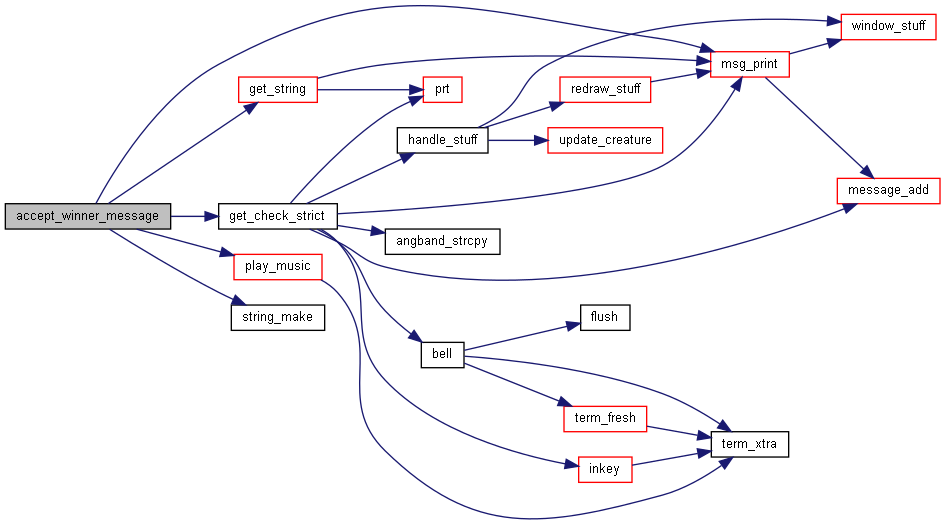 window_stuff
msg_print
get_string
prt
redraw_stuff
handle_stuff
update_creature
message_add
accept_winner_message
get_check_strict
angband_strcpy
play_music
string_make
flush
bell
term_fresh
term_xtra
inkey